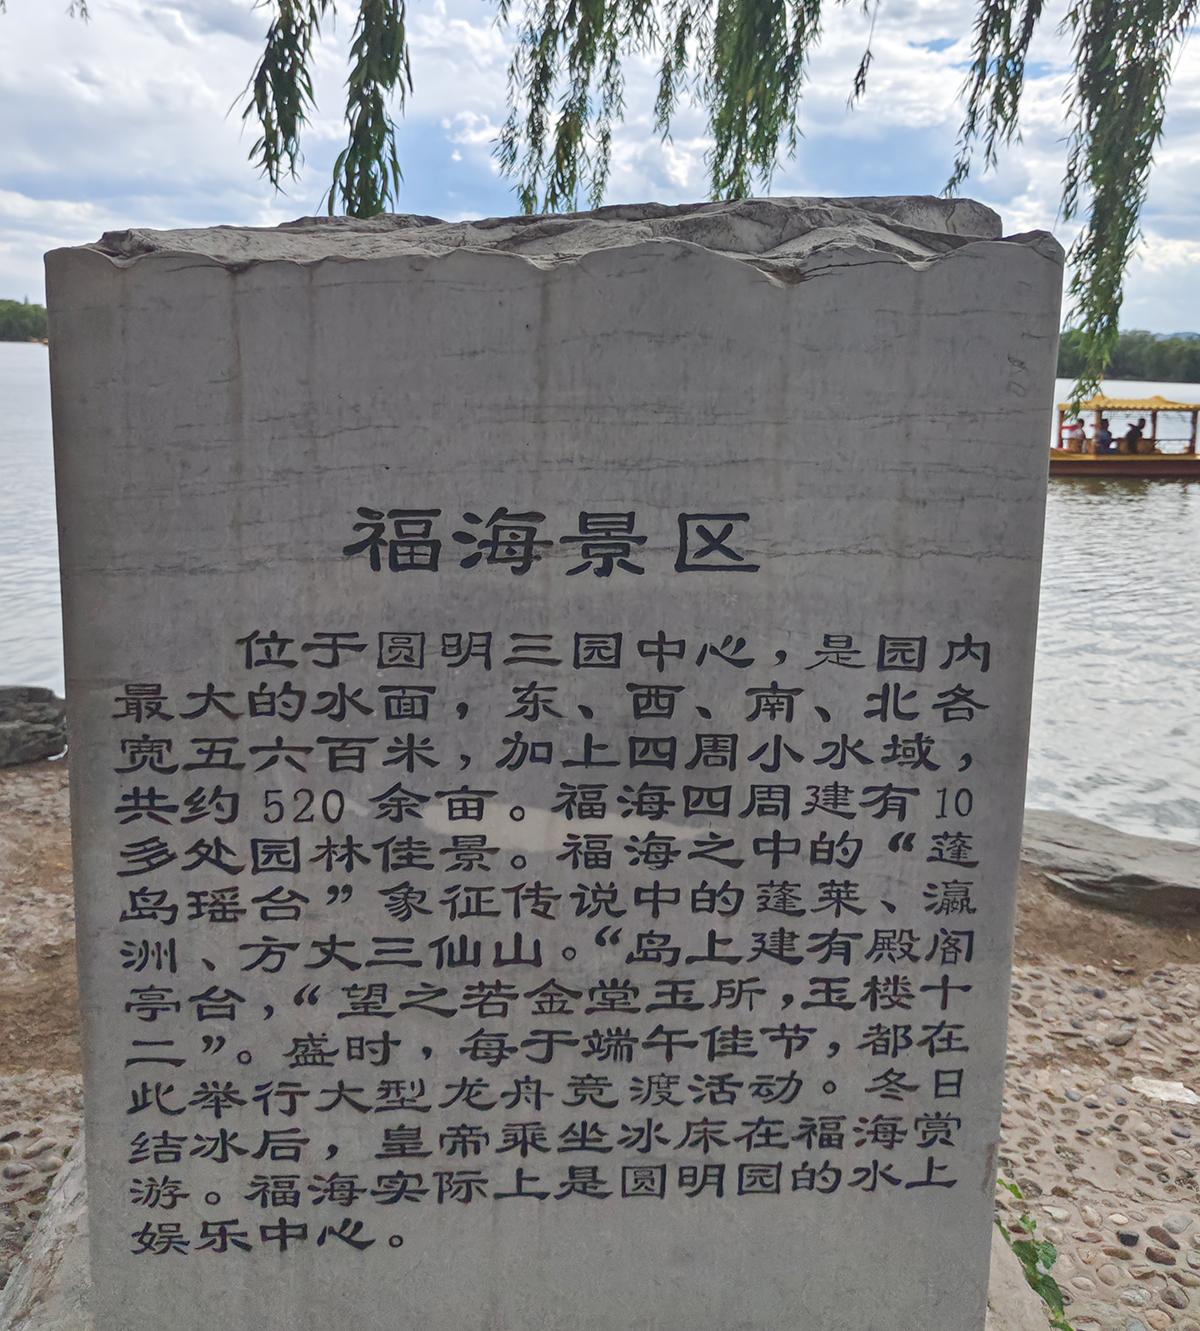 福海景区
位于圆明三园中心，是园内
最大的水面，东、西、南、北各
宽五六百米，加上四周小水域，
共约520余亩。福海四周建有10
多处园林佳景。福海之中的“蓬
岛瑶台”象征传说中的蓬莱、瀛
洲、方丈三仙山。“岛上建有殿阁
亭台，“望之若金堂玉所，玉楼十
二”。盛时，每于端午佳节，都在
此举行大型龙舟竞渡活动。冬日
结冰后，皇帝乘坐冰床在福海赏
游。福海实际上是圆明园的水上
娱乐中心。